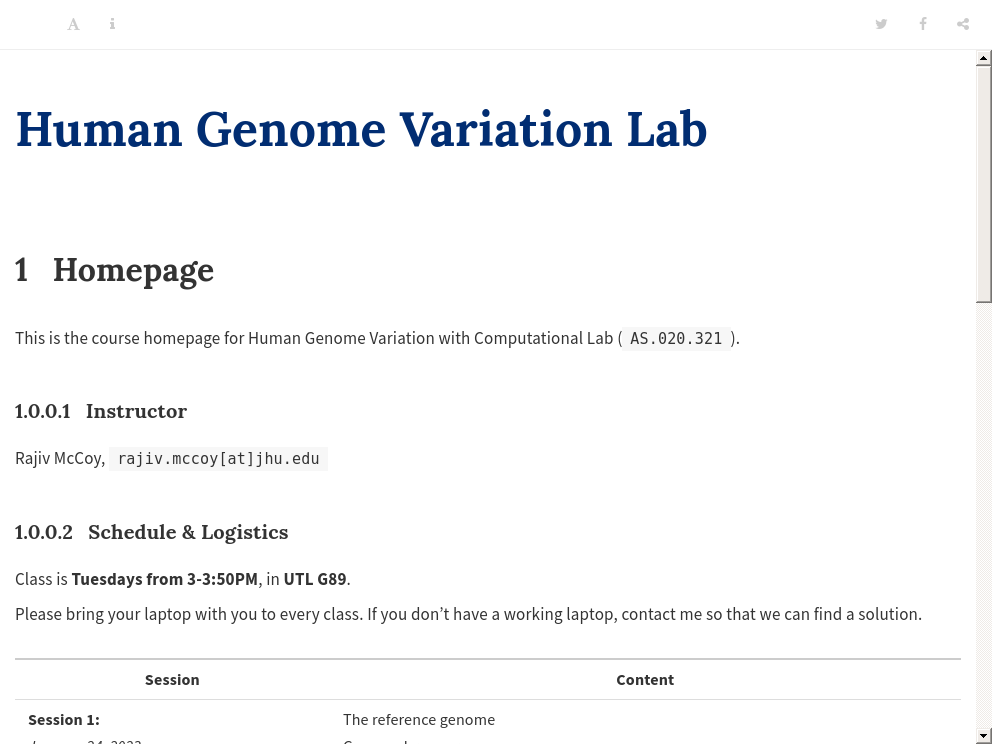 Human Genome Variation Lab
1 Homepage
This is the course homepage for Human Genome Variation with Computational Lab ( AS.020.321 ).
1.0.0.1 Instructor
Rajiv McCoy, rajiv.mccoy[at]jhu.edu
1.0.0.2 Schedule & Logistics
Class is Tuesdays from 3-3:50PM, in UTL G89.
Please bring your laptop with you to every class. If you don’t have a working laptop, contact me so that we can find a solution.
Session Content
Session 1: The reference genome